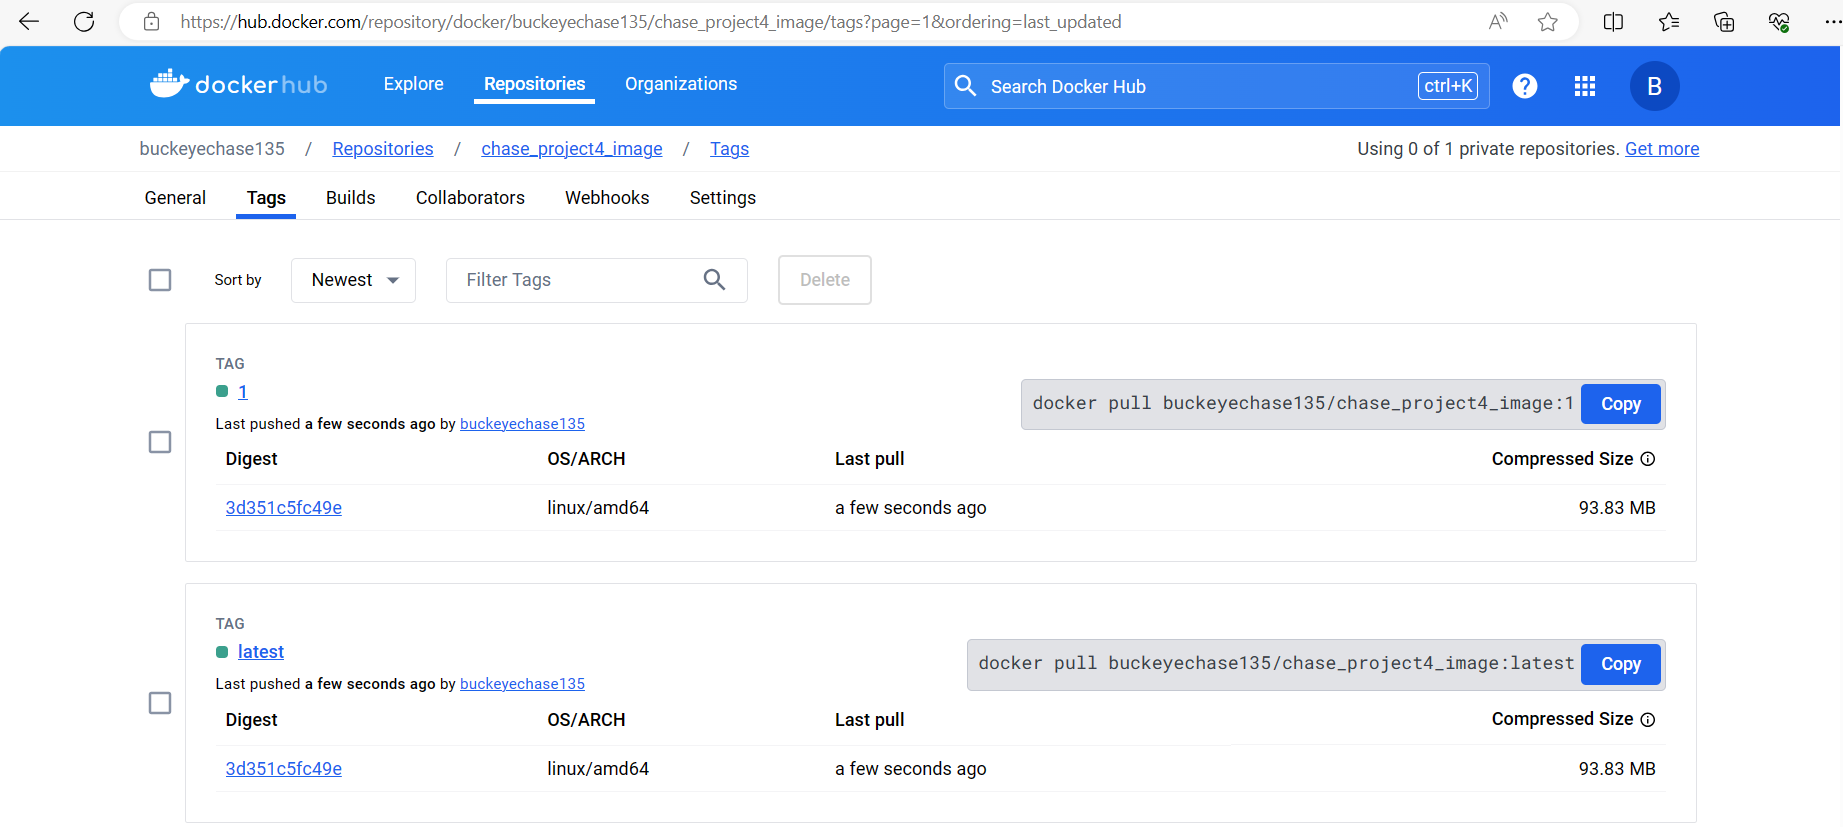 https://hub.docker.com/repository/docker/buckeyechase135/chase_project4_image/tags?page=1&ordering=last_updated
dockerhub Explore Repositories Organizations Search Docker Hub ctrl+K ? B
buckeyechase135 / Repositories / chase_project4_image / Tags Using 0 of 1 private repositories. Get more
General Tags Builds Collaborators Webhooks Settings
Sort by Newest Filter Tags Delete
TAG
1
docker pull buckeyechase135/chase_project4_image:1 Copy
Last pushed a few seconds ago by buckeyechase135
Digest OS/ARCH Last pull Compressed Size
3d351c5fc49e linux/amd64 a few seconds ago 93.83 MB
TAG
latest
docker pull buckeyechase135/chase_project4_image:latest Copy
Last pushed a few seconds ago by buckeyechase135
Digest OS/ARCH Last pull Compressed Size
3d351c5fc49e linux/amd64 a few seconds ago 93.83 MB